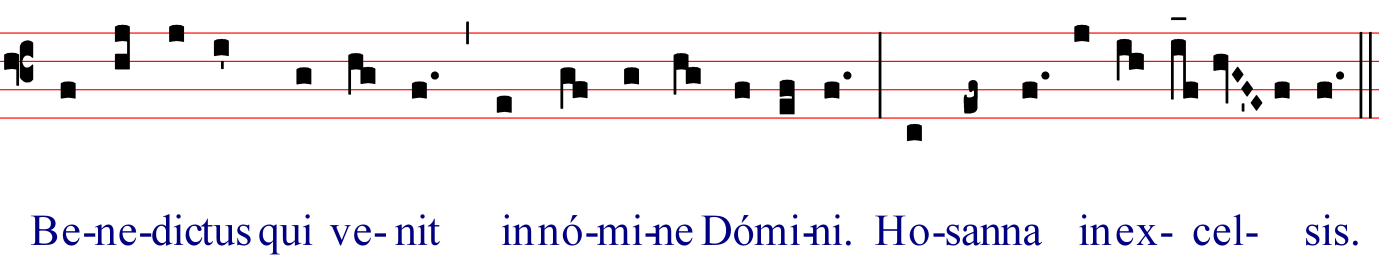 Be-ne-dictus qui ve- nit in nó-mi-ne Dómi-ni. Ho-sanna in ex- cel- sis.